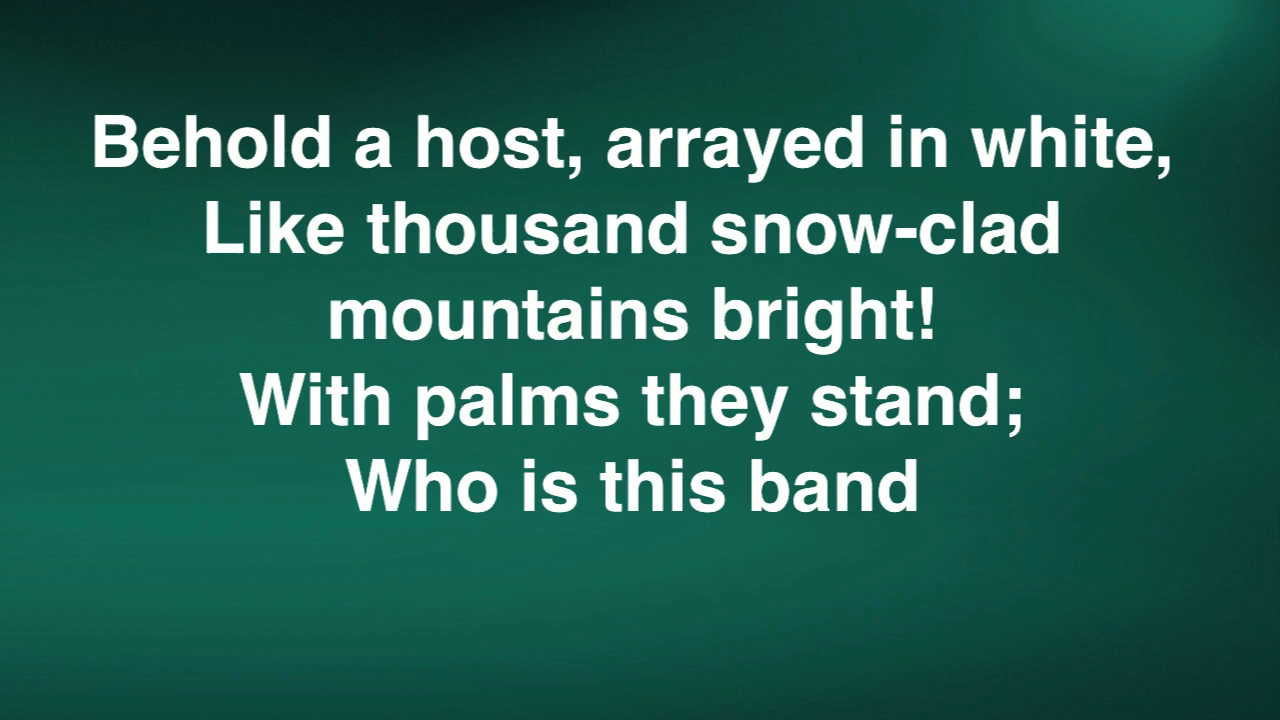 Behold a host, arrayed in white,
Like thousand snow-clad
mountains bright!
With palms they stand;
Who is this band